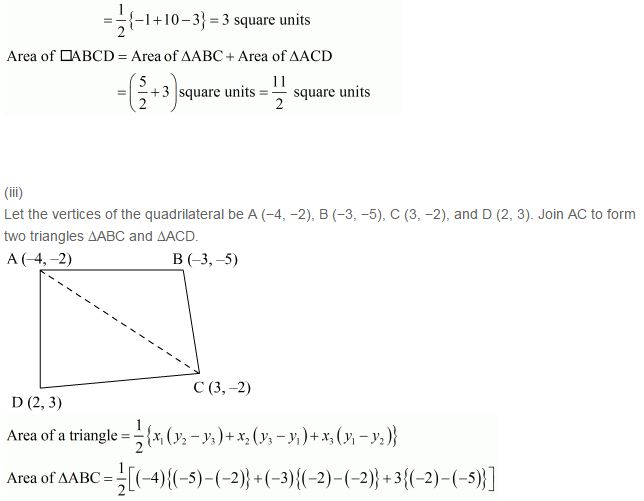 = 1/2 {−1+10−3} = 3 square units
Area of □ABCD = Area of ΔABC + Area of ΔACD
= (5/2 + 3) square units = 11/2 square units
(iii)
Let the vertices of the quadrilateral be A (−4, −2), B (−3, −5), C (3, −2), and D (2, 3). Join AC to form
two triangles ΔABC and ΔACD.
A (–4, –2) B (–3, –5)
C (3, –2)
D (2, 3)
Area of a triangle = 1/2 {x₁(y₂ − y₃) + x₂(y₃ − y₁) + x₃(y₁ − y₂)}
Area of ΔABC = 1/2 [(−4){(−5)−(−2)} + (−3){(−2)−(−2)} + 3{(−2)−(−5)}]